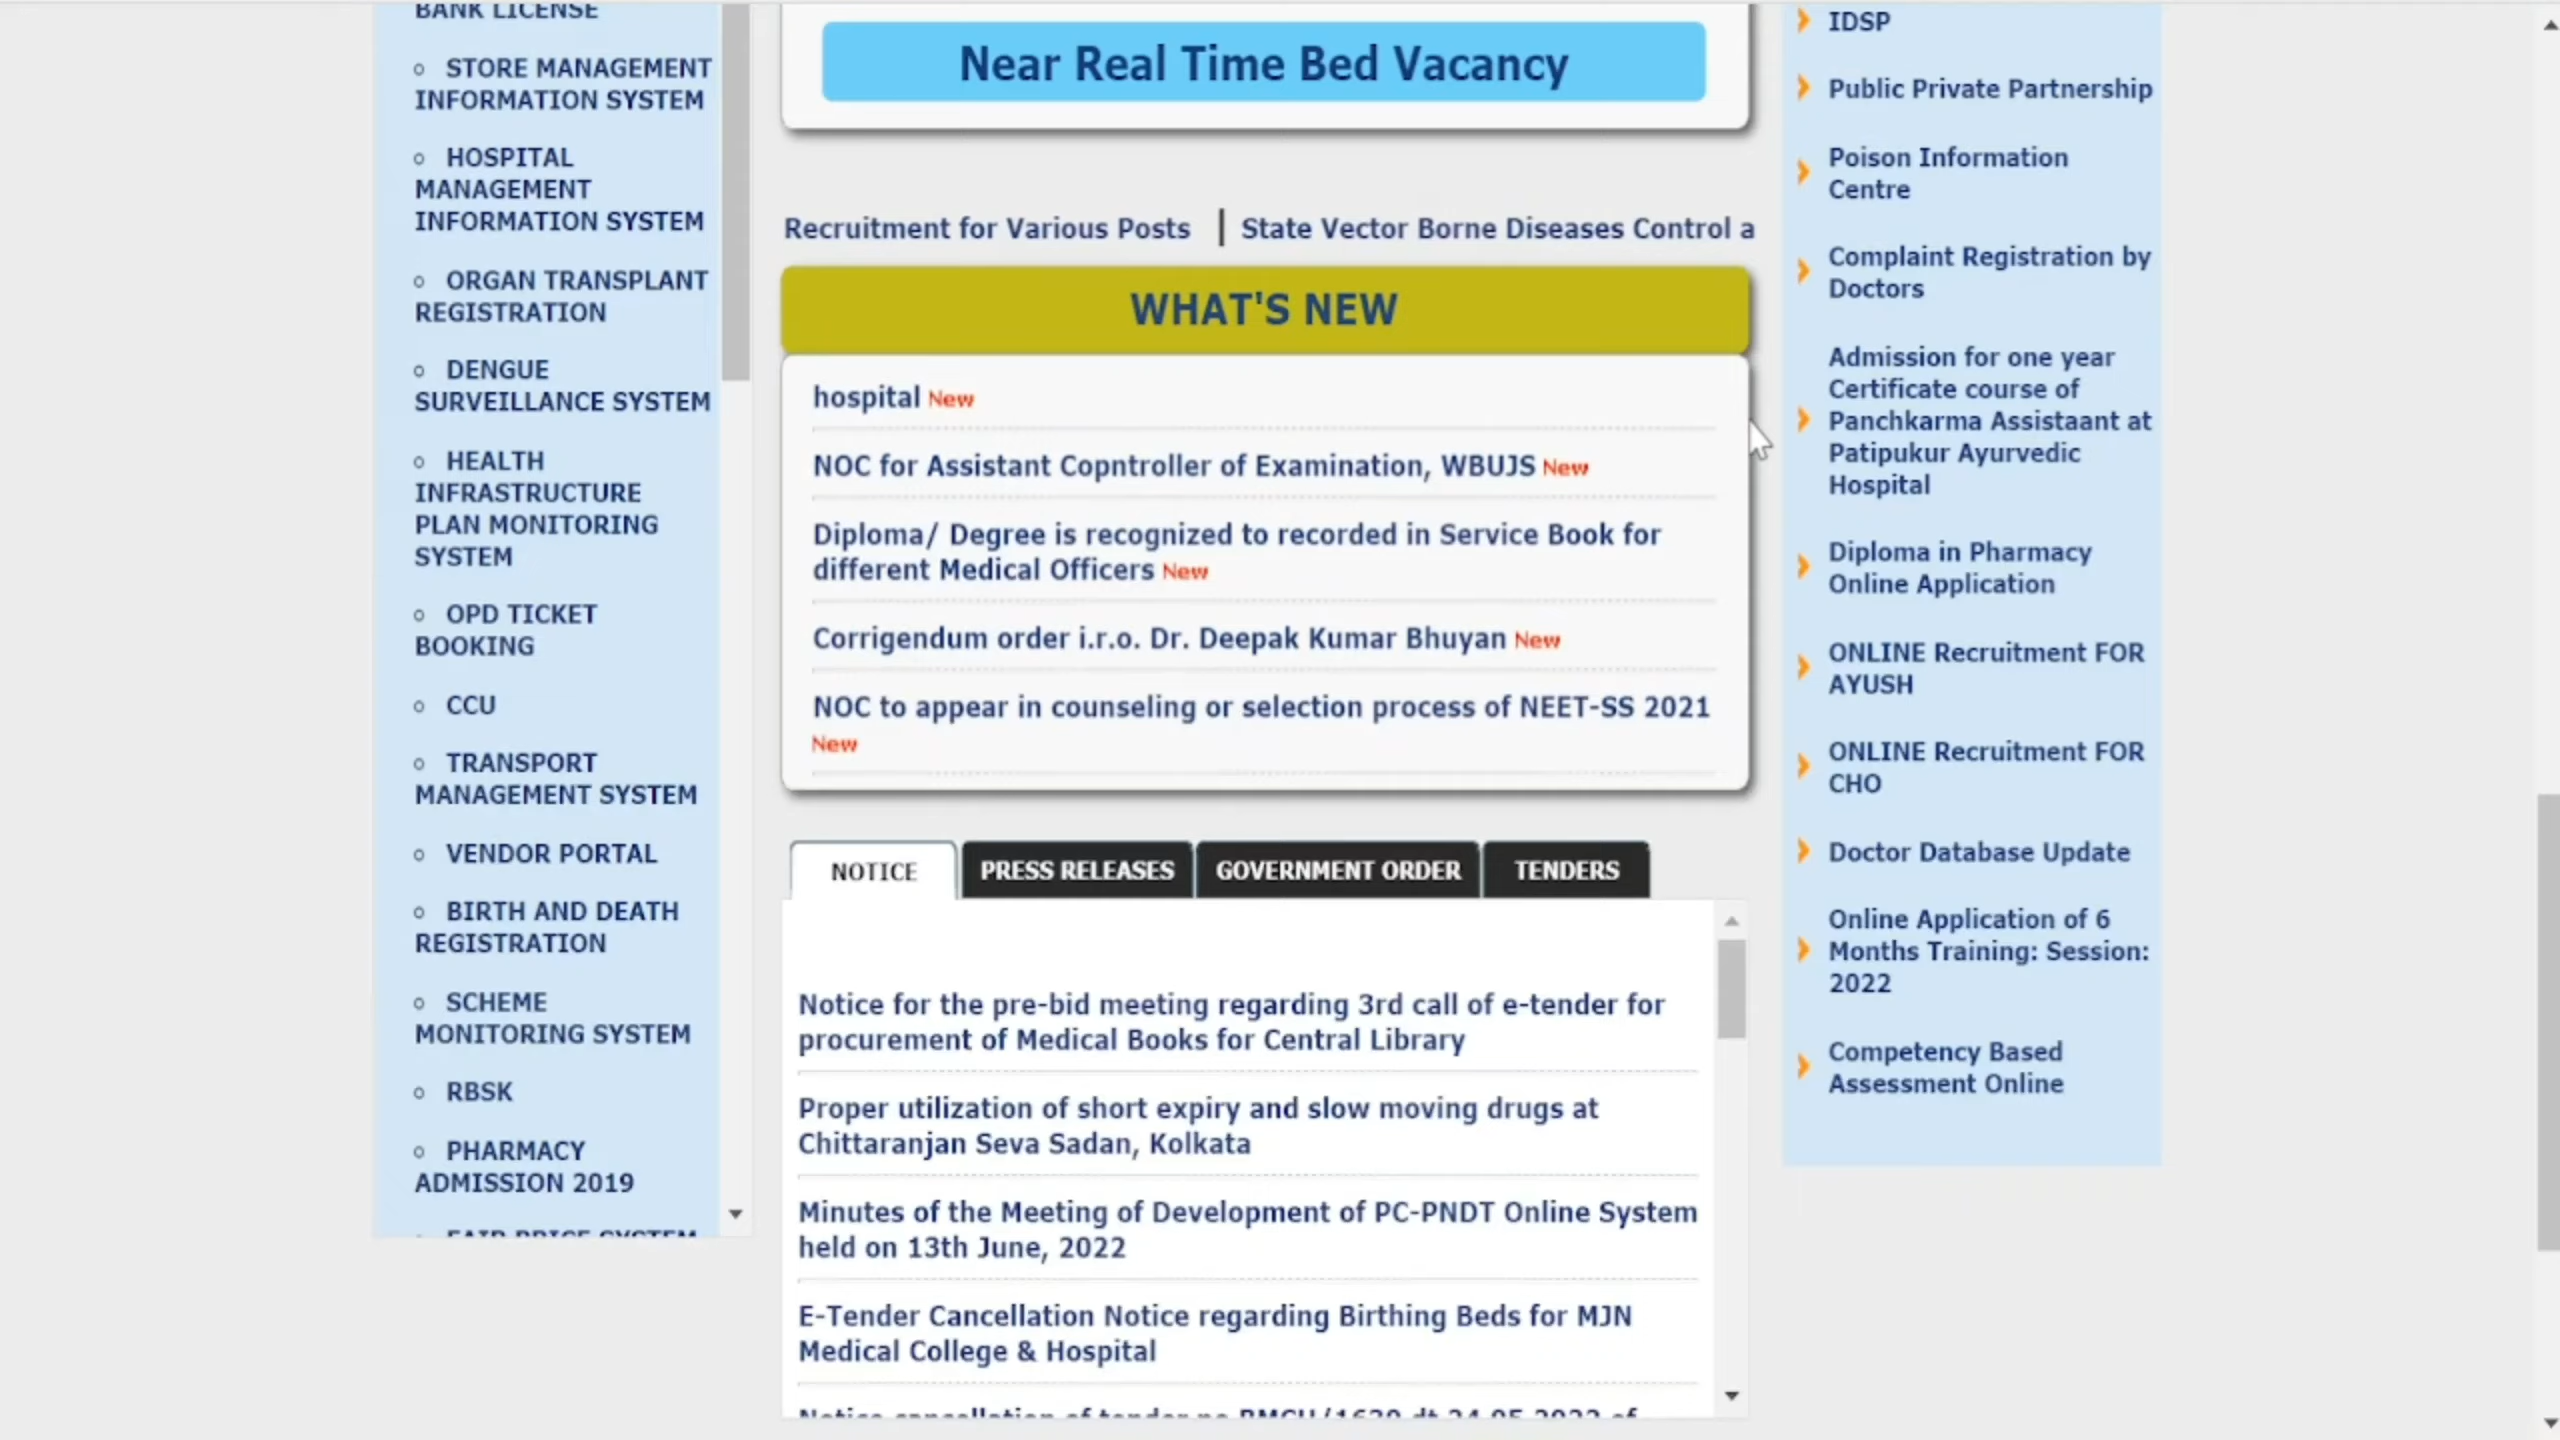 BANK LICENSE
STORE MANAGEMENT
INFORMATION SYSTEM
HOSPITAL
MANAGEMENT
INFORMATION SYSTEM
ORGAN TRANSPLANT
REGISTRATION
DENGUE
SURVEILLANCE SYSTEM
HEALTH
INFRASTRUCTURE
PLAN MONITORING
SYSTEM
OPD TICKET
BOOKING
CCU
TRANSPORT
MANAGEMENT SYSTEM
VENDOR PORTAL
BIRTH AND DEATH
REGISTRATION
SCHEME
MONITORING SYSTEM
RBSK
PHARMACY
ADMISSION 2019
FAIR PRICE SYSTEM
Near Real Time Bed Vacancy
Recruitment for Various Posts | State Vector Borne Diseases Control a
WHAT'S NEW
hospital New
NOC for Assistant Copntroller of Examination, WBUJS New
Diploma/ Degree is recognized to recorded in Service Book for
different Medical Officers New
Corrigendum order i.r.o. Dr. Deepak Kumar Bhuyan New
NOC to appear in counseling or selection process of NEET-SS 2021
New
NOTICE PRESS RELEASES GOVERNMENT ORDER TENDERS
Notice for the pre-bid meeting regarding 3rd call of e-tender for
procurement of Medical Books for Central Library
Proper utilization of short expiry and slow moving drugs at
Chittaranjan Seva Sadan, Kolkata
Minutes of the Meeting of Development of PC-PNDT Online System
held on 13th June, 2022
E-Tender Cancellation Notice regarding Birthing Beds for MJN
Medical College & Hospital
Notice cancellation of tender no
IDSP
Public Private Partnership
Poison Information
Centre
Complaint Registration by
Doctors
Admission for one year
Certificate course of
Panchkarma Assistaant at
Patipukur Ayurvedic
Hospital
Diploma in Pharmacy
Online Application
ONLINE Recruitment FOR
AYUSH
ONLINE Recruitment FOR
CHO
Doctor Database Update
Online Application of 6
Months Training: Session:
2022
Competency Based
Assessment Online